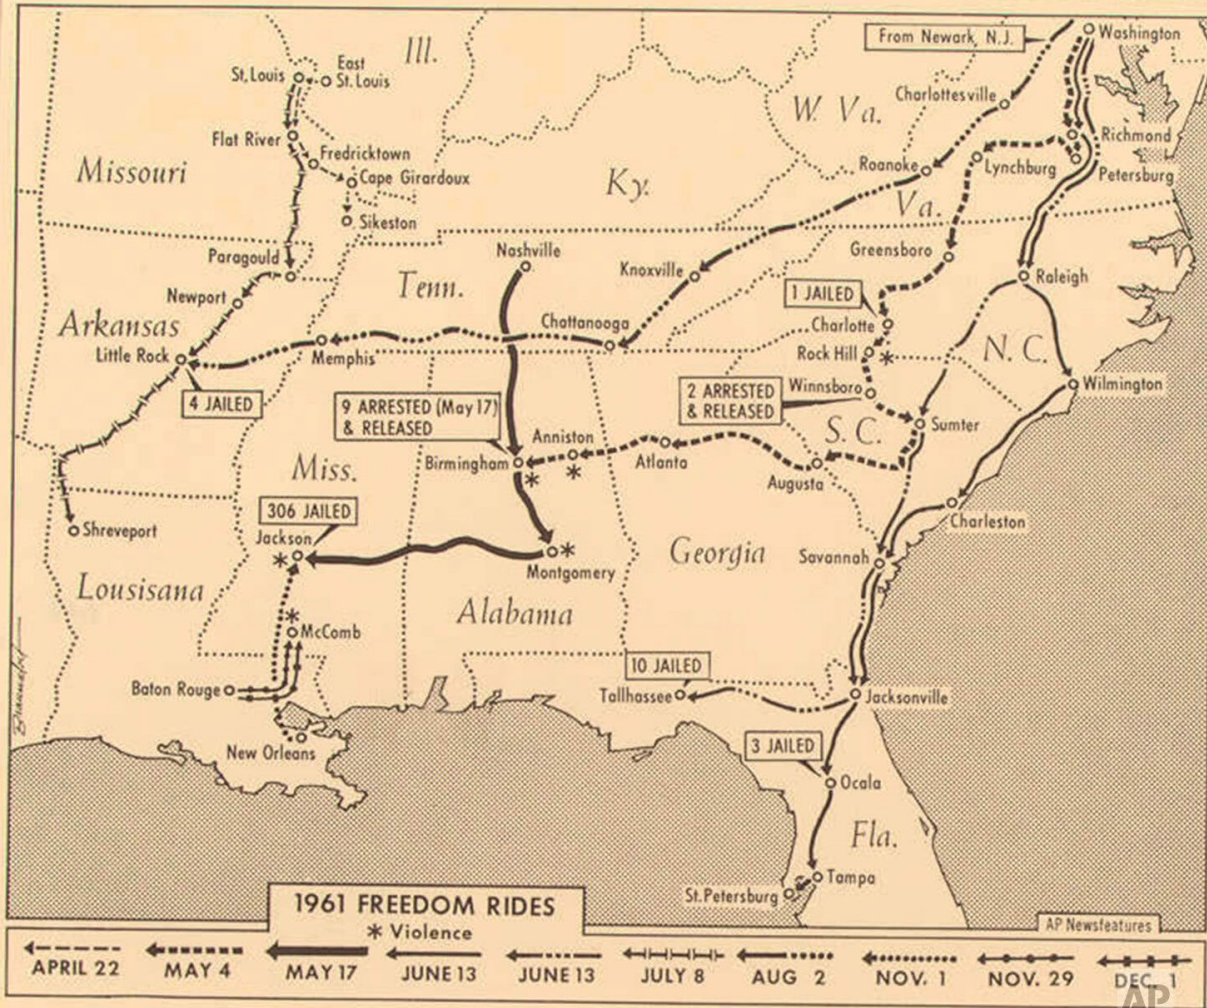 From Newark, N.J.
Washington
Ill.
East
St. Louis
St. Louis
Charlottesville
W. Va.
Flat River
Richmond
Fredricktown
Roanoke
Lynchburg
Missouri
Cape Girardoux
Ky.
Petersburg
Va.
Sikeston
Paragould
Nashville
Greensboro
Knoxville
Raleigh
Tenn.
Newport
1 JAILED
Arkansas
Chattanooga
Charlotte
Little Rock
Memphis
Rock Hill
N. C.
Winnsboro
Wilmington
4 JAILED
9 ARRESTED (May 17)
& RELEASED
2 ARRESTED
& RELEASED
Sumter
S. C.
Anniston
Miss.
Birmingham
Atlanta
Augusta
306 JAILED
Shreveport
Charleston
Jackson
Georgia
Savannah
Montgomery
Lousisana
Alabama
McComb
10 JAILED
Baton Rouge
Tallhassee
Jacksonville
New Orleans
3 JAILED
Ocala
Fla.
Tampa
St. Petersburg
1961 FREEDOM RIDES
* Violence
AP Newsfeatures
APRIL 22
MAY 4
MAY 17
JUNE 13
JUNE 13
JULY 8
AUG 2
NOV. 1
NOV. 29
DEC. 1
AP